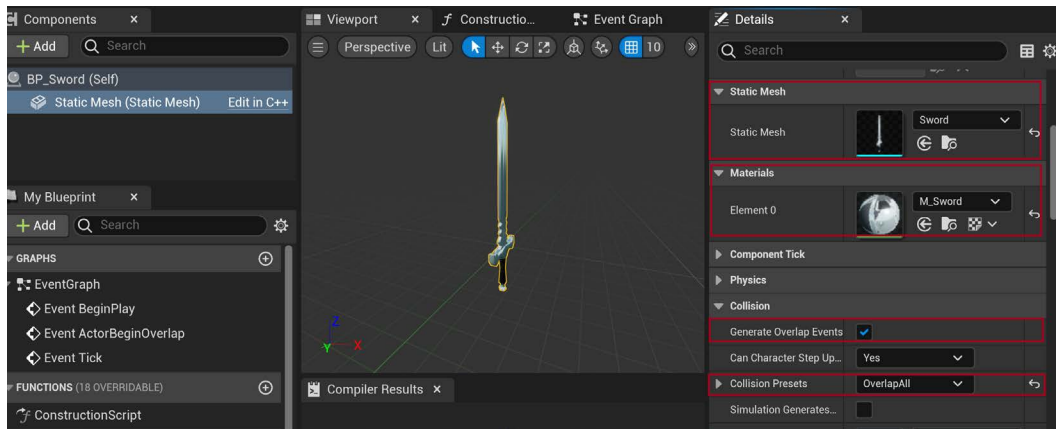 Components
+ Add
Search
BP_Sword (Self)
Static Mesh (Static Mesh) Edit in C++
My Blueprint
+ Add
Search
GRAPHS
EventGraph
Event BeginPlay
Event ActorBeginOverlap
Event Tick
FUNCTIONS (18 OVERRIDABLE)
ConstructionScript
Viewport
Constructio...
Event Graph
Perspective
Lit
10
Z
Y
X
Compiler Results
Details
Search
Static Mesh
Static Mesh
Sword
Materials
Element 0
M_Sword
Component Tick
Physics
Collision
Generate Overlap Events
Can Character Step Up...
Yes
Collision Presets
OverlapAll
Simulation Generates...